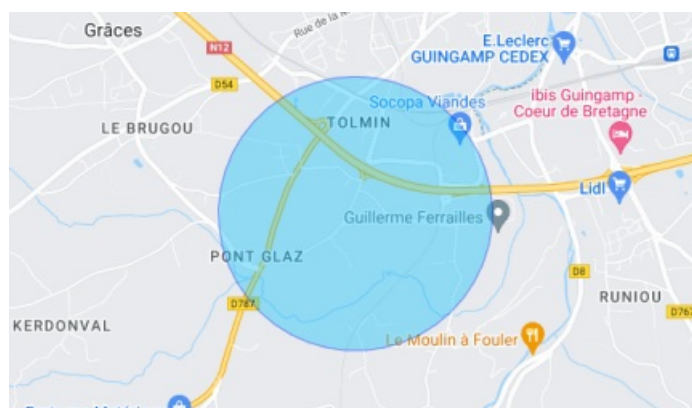 Rue de la
Grâces
N12
E.Leclerc
GUINGAMP CEDEX
D54
Socopa Viandes
ibis Guingamp -
Coeur de Bretagne
LE BRUGOU
TOLMIN
Lidl
Guillerme Ferrailles
PONT GLAZ
D8
D787
RUNIOU
D767
KERDONVAL
Le Moulin à Fouler